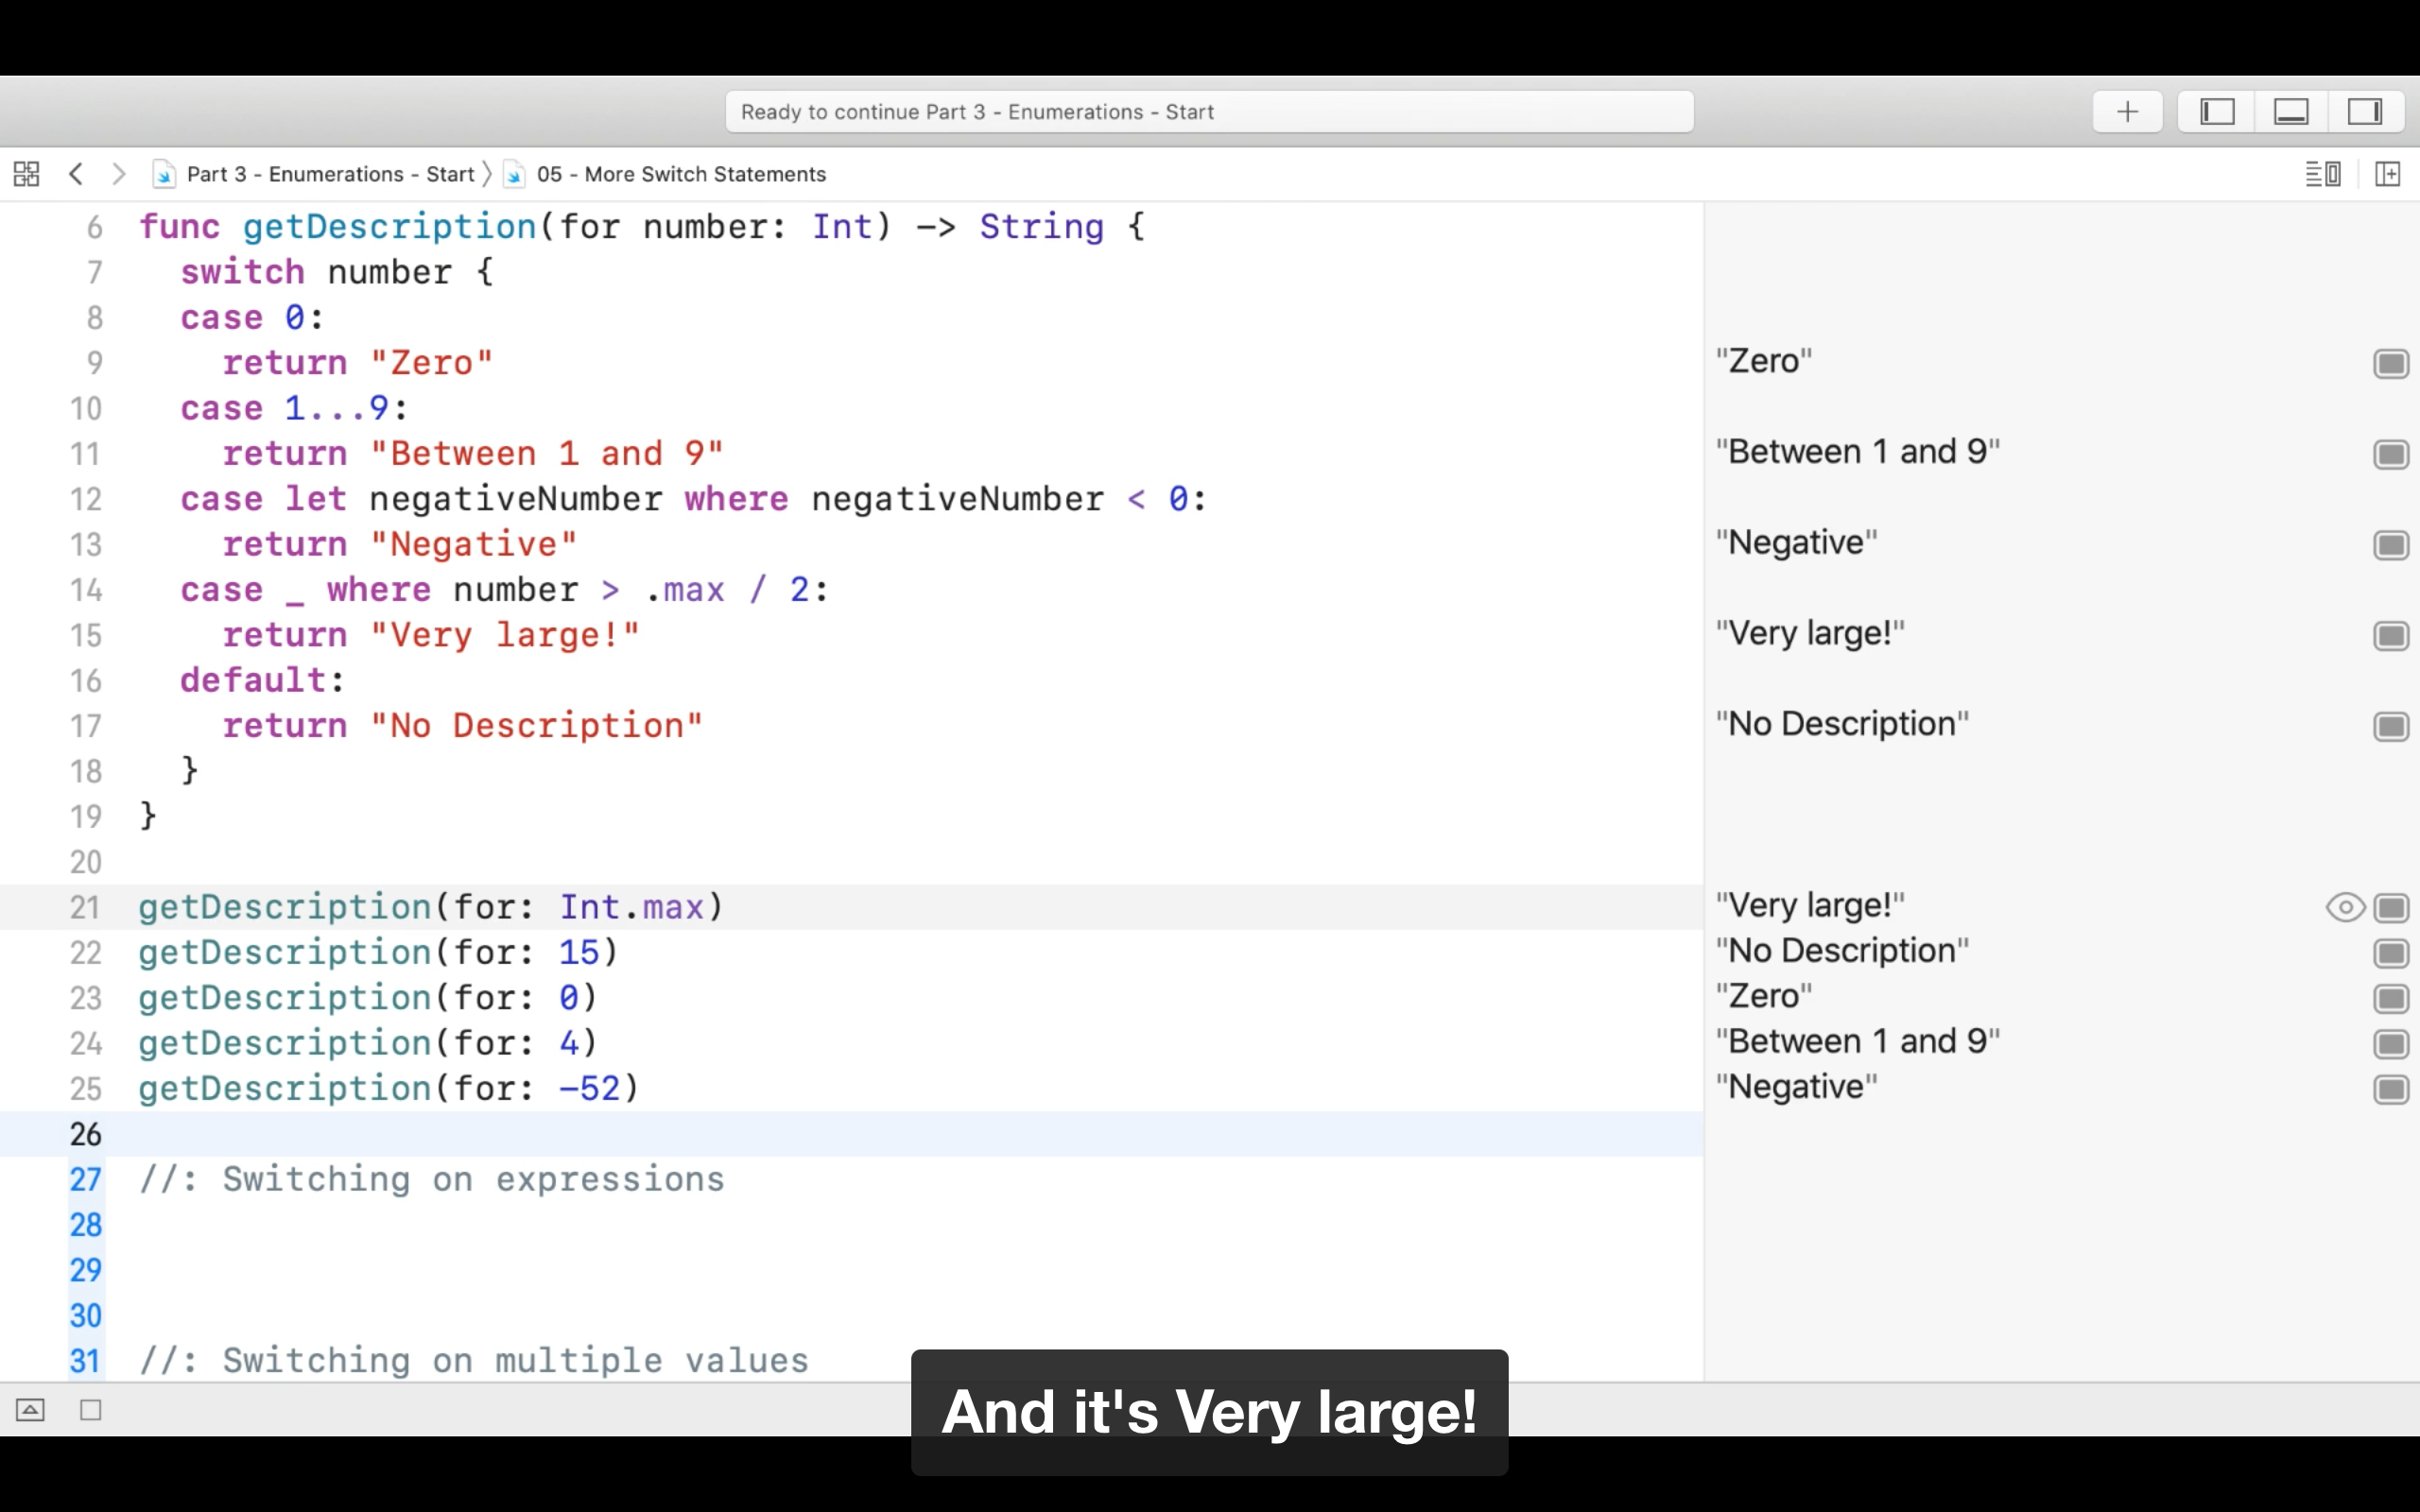 Ready to continue Part 3 - Enumerations - Start
Part 3 - Enumerations - Start 05 - More Switch Statements
6 func getDescription(for number: Int) -> String {
7 switch number {
8 case 0:
9 return "Zero" "Zero"
10 case 1...9:
11 return "Between 1 and 9" "Between 1 and 9"
12 case let negativeNumber where negativeNumber < 0:
13 return "Negative" "Negative"
14 case _ where number > .max / 2:
15 return "Very large!" "Very large!"
16 default:
17 return "No Description" "No Description"
18 }
19 }
20
21 getDescription(for: Int.max) "Very large!"
22 getDescription(for: 15) "No Description"
23 getDescription(for: 0) "Zero"
24 getDescription(for: 4) "Between 1 and 9"
25 getDescription(for: -52) "Negative"
26
27 //: Switching on expressions
28
29
30
31 //: Switching on multiple values
And it's Very large!